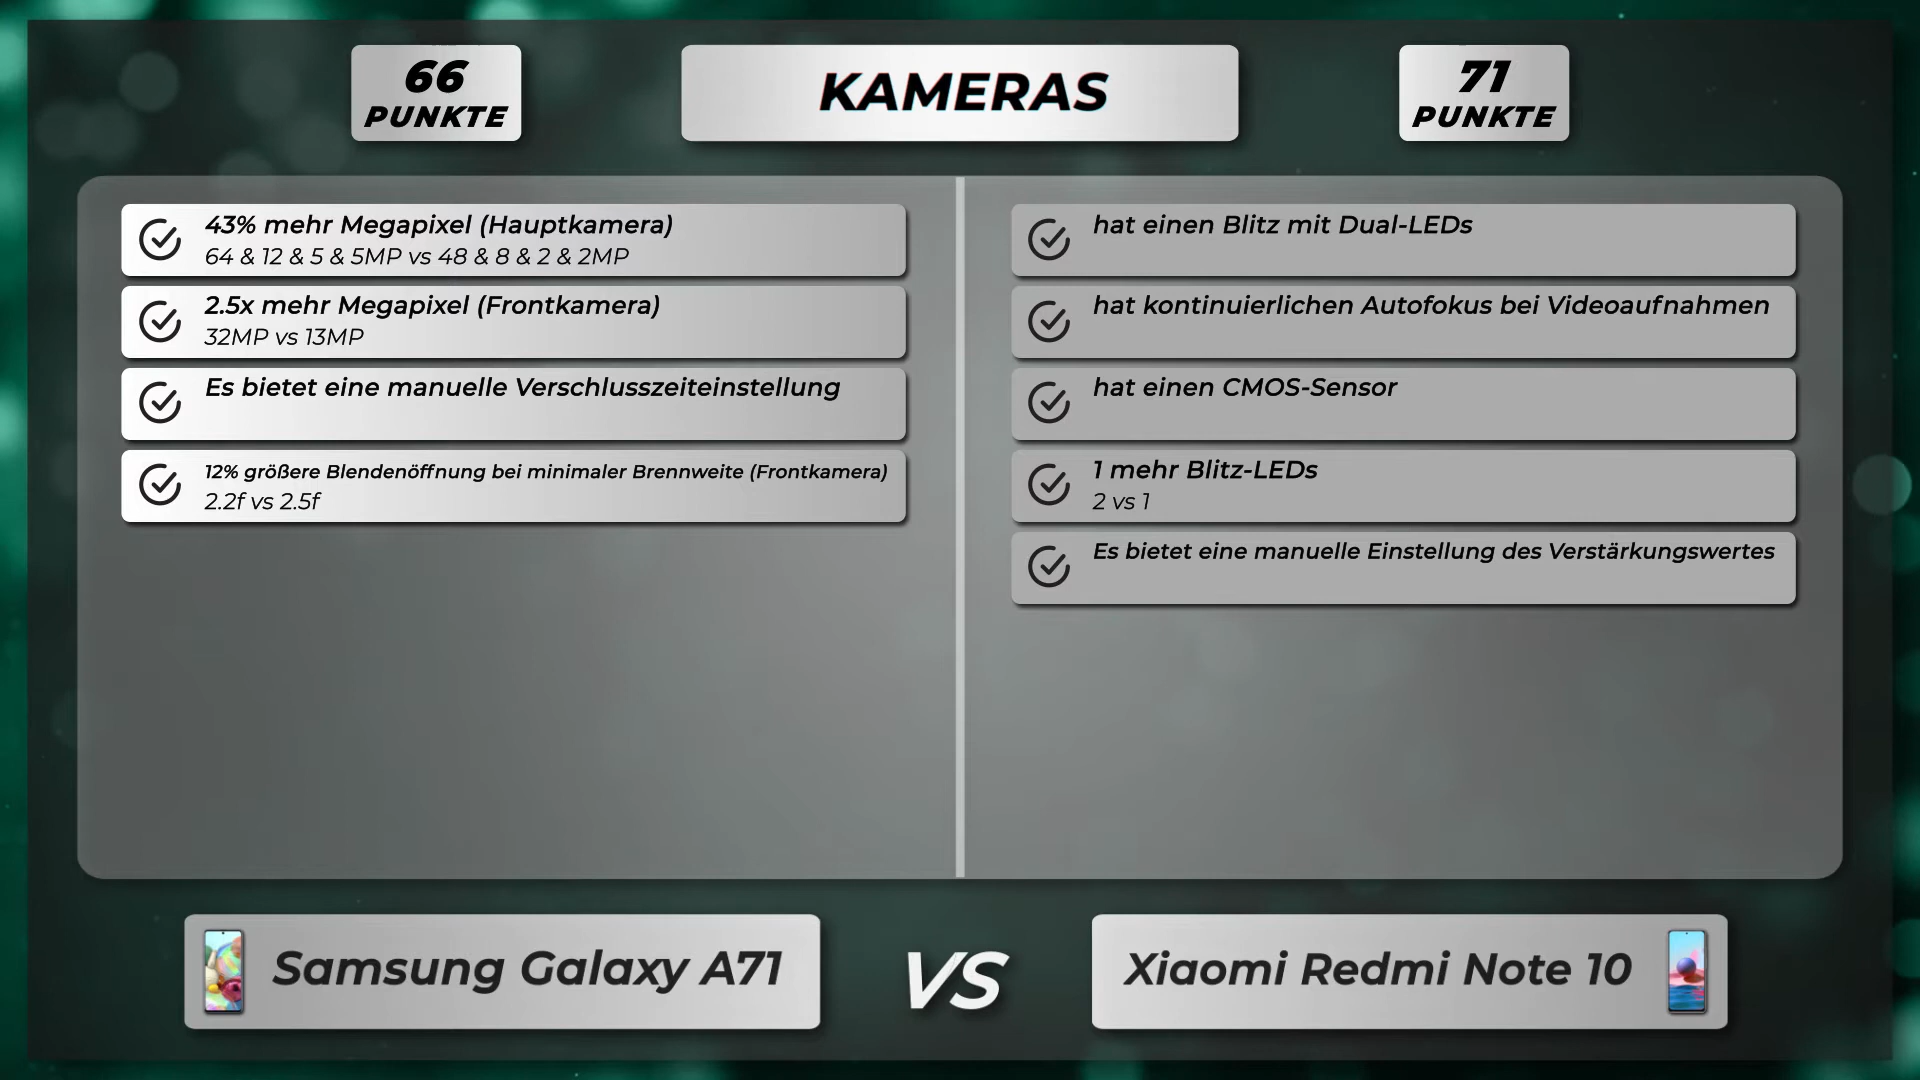 66
PUNKTE
KAMERAS
71
PUNKTE
43% mehr Megapixel (Hauptkamera)
64 & 12 & 5 & 5MP vs 48 & 8 & 2 & 2MP
2.5x mehr Megapixel (Frontkamera)
32MP vs 13MP
Es bietet eine manuelle Verschlusszeiteinstellung
12% größere Blendenöffnung bei minimaler Brennweite (Frontkamera)
2.2f vs 2.5f
hat einen Blitz mit Dual-LEDs
hat kontinuierlichen Autofokus bei Videoaufnahmen
hat einen CMOS-Sensor
1 mehr Blitz-LEDs
2 vs 1
Es bietet eine manuelle Einstellung des Verstärkungswertes
Samsung Galaxy A71
VS
Xiaomi Redmi Note 10